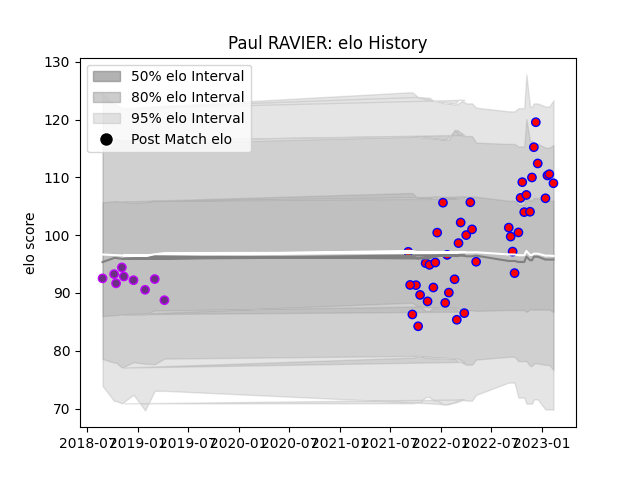 Paul RAVIER: elo History
130
120
110
100
90
80
70
elo score
50% elo Interval
80% elo Interval
95% elo Interval
Post Match elo
2018-07 2019-01 2019-07 2020-01 2020-07 2021-01 2021-07 2022-01 2022-07 2023-01